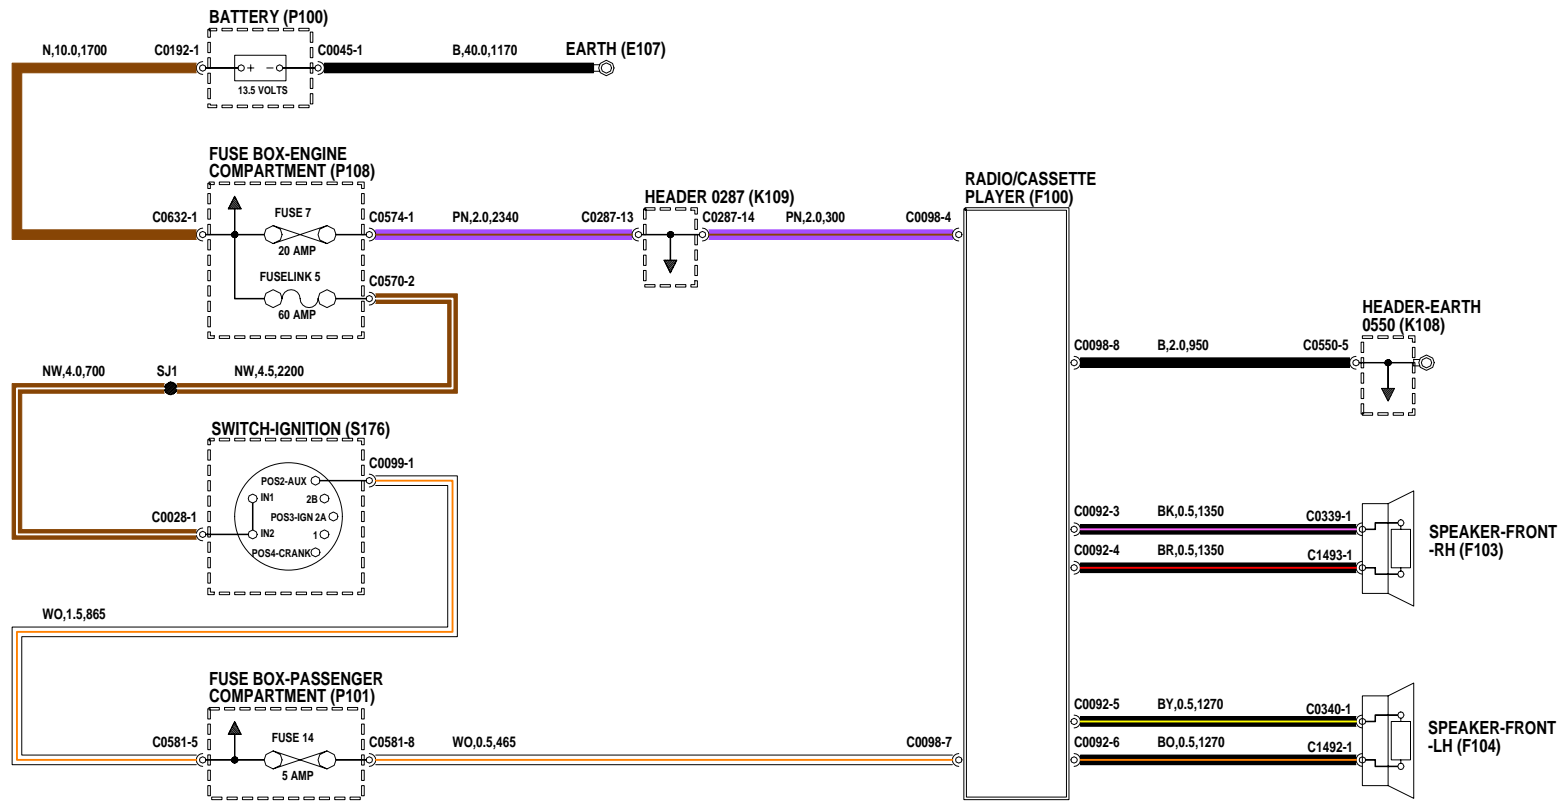 BATTERY (P100)
N,10.0,1700
C0192-1
C0045-1
B,40.0,1170
EARTH (E107)
+ −
13.5 VOLTS
FUSE BOX-ENGINE
COMPARTMENT (P108)
C0632-1
FUSE 7
20 AMP
C0574-1
PN,2.0,2340
C0287-13
HEADER 0287 (K109)
C0287-14
PN,2.0,300
C0098-4
RADIO/CASSETTE
PLAYER (F100)
FUSELINK 5
60 AMP
C0570-2
NW,4.0,700
SJ1
NW,4.5,2200
C0098-8
B,2.0,950
C0550-5
HEADER-EARTH
0550 (K108)
SWITCH-IGNITION (S176)
C0099-1
POS2-AUX
IN1
2B
POS3-IGN 2A
IN2
1
POS4-CRANK
C0028-1
C0092-3
BK,0.5,1350
C0339-1
C0092-4
BR,0.5,1350
C1493-1
SPEAKER-FRONT
-RH (F103)
WO,1.5,865
FUSE BOX-PASSENGER
COMPARTMENT (P101)
C0581-5
FUSE 14
5 AMP
C0581-8
WO,0.5,465
C0098-7
C0092-5
BY,0.5,1270
C0340-1
C0092-6
BO,0.5,1270
C1492-1
SPEAKER-FRONT
-LH (F104)